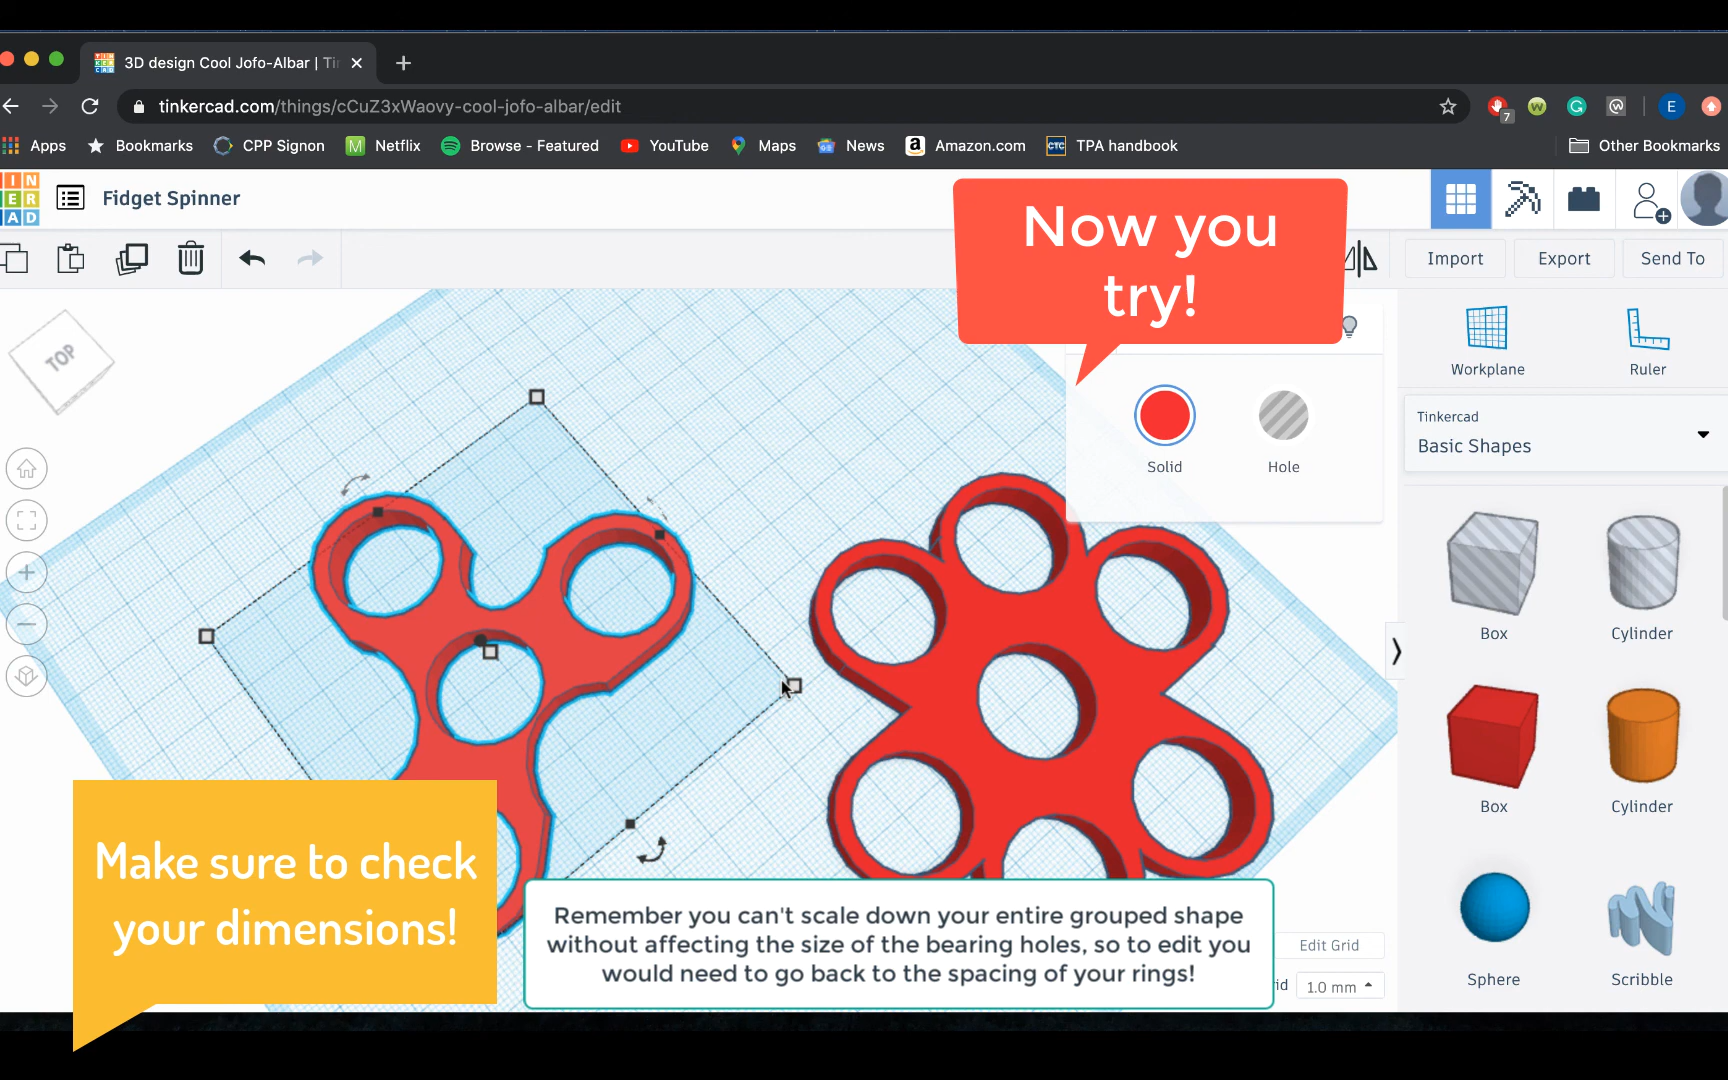 3D design Cool Jofo-Albar | Tin
tinkercad.com/things/cCuZ3xWaovy-cool-jofo-albar/edit
7
E
Apps
Bookmarks
CPP Signon
M
Netflix
Browse - Featured
YouTube
Maps
News
a
Amazon.com
CTC
TPA handbook
Other Bookmarks
Fidget Spinner
Now you
try!
Import
Export
Send To
TOP
Workplane
Ruler
Tinkercad
Basic Shapes
Solid
Hole
Box
Cylinder
Box
Cylinder
Sphere
Scribble
Make sure to check
your dimensions!
Remember you can't scale down your entire grouped shape
without affecting the size of the bearing holes, so to edit you
would need to go back to the spacing of your rings!
Edit Grid
id
1.0 mm